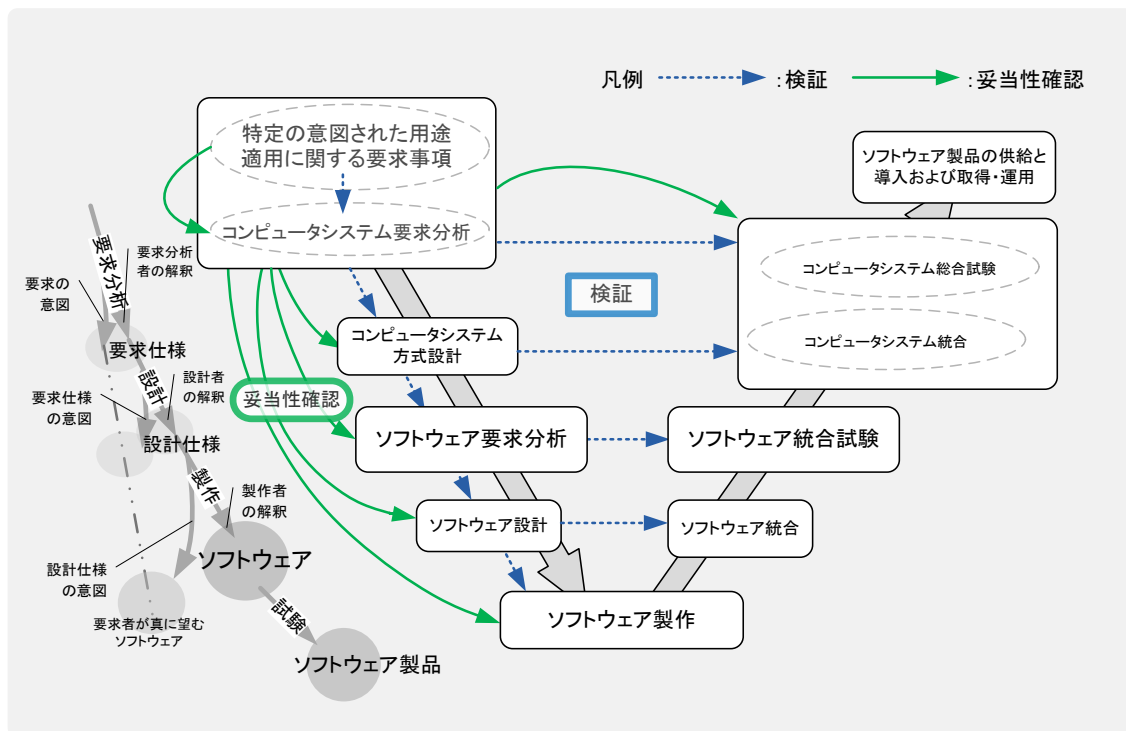 凡例
:検証
:妥当性確認
特定の意図された用途
適用に関する要求事項
コンピュータシステム要求分析
ソフトウェア製品の供給と
導入および取得・運用
コンピュータシステム総合試験
コンピュータシステム統合
検証
コンピュータシステム
方式設計
妥当性確認
ソフトウェア要求分析
ソフトウェア統合試験
ソフトウェア設計
ソフトウェア統合
ソフトウェア製作
要求分析
要求分析
者の解釈
要求の
意図
要求仕様
設計
設計者
の解釈
要求仕様
の意図
設計仕様
製作
製作者
の解釈
ソフトウェア
設計仕様
の意図
要求者が真に望む
ソフトウェア
試験
ソフトウェア製品